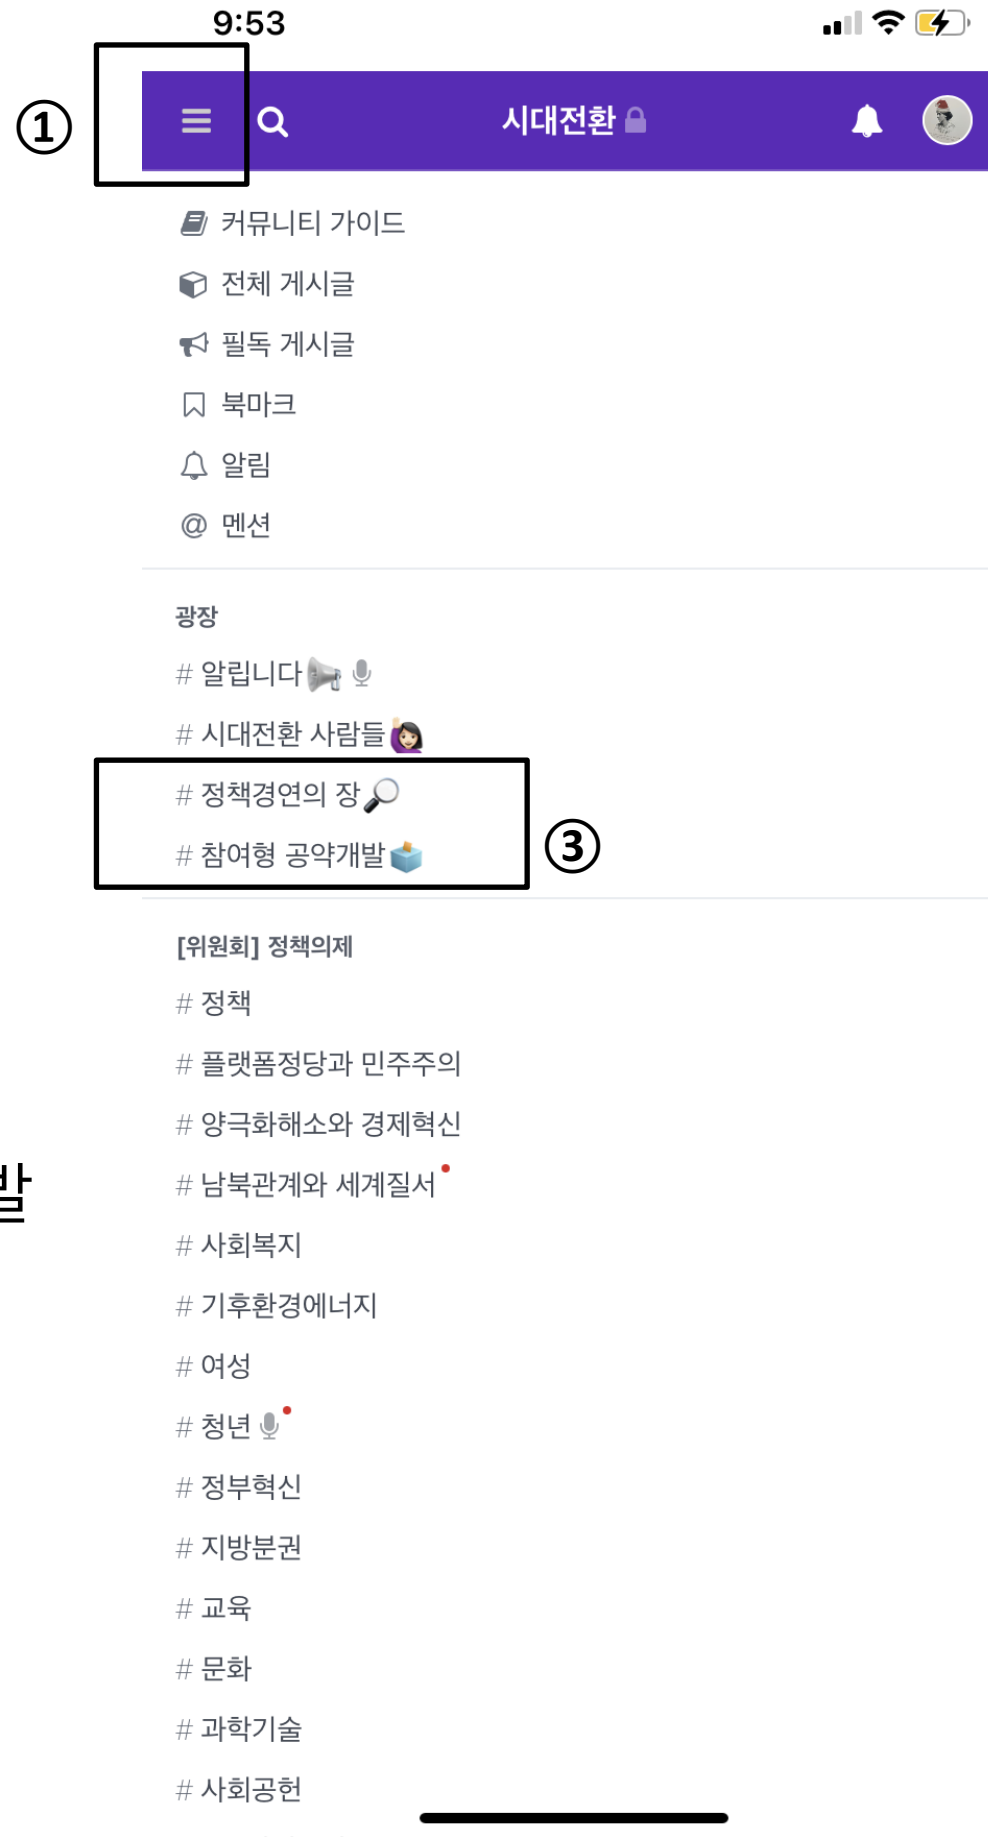 9:53
①
시대전환
커뮤니티 가이드
전체 게시글
필독 게시글
북마크
알림
@ 멘션
광장
# 알립니다
# 시대전환 사람들
# 정책경연의 장
# 참여형 공약개발
③
[위원회] 정책의제
# 정책
# 플랫폼정당과 민주주의
# 양극화해소와 경제혁신
# 남북관계와 세계질서
발
# 사회복지
# 기후환경에너지
# 여성
# 청년
# 정부혁신
# 지방분권
# 교육
# 문화
# 과학기술
# 사회공헌